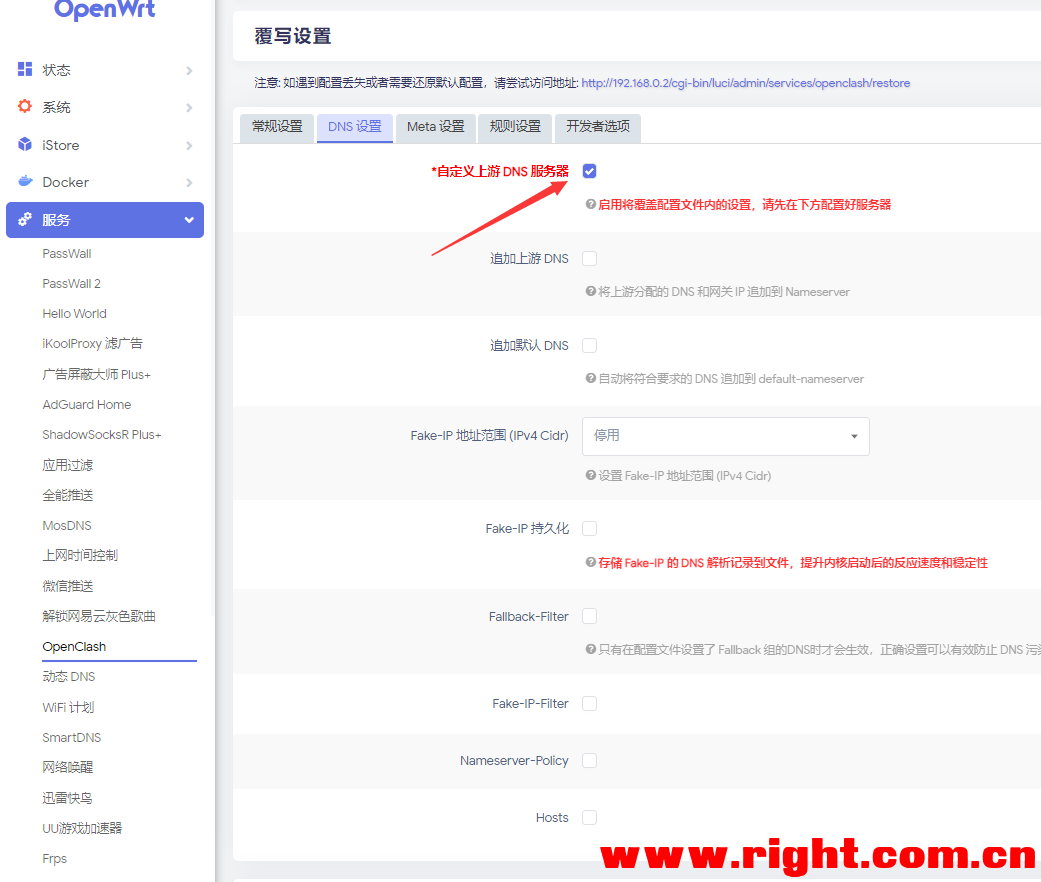 OpenWrt
状态
系统
iStore
Docker
服务
PassWall
PassWall 2
Hello World
iKoolProxy 滤广告
广告屏蔽大师 Plus+
AdGuard Home
ShadowSocksR Plus+
应用过滤
全能推送
MosDNS
上网时间控制
微信推送
解锁网易云灰色歌曲
OpenClash
动态 DNS
WiFi 计划
SmartDNS
网络唤醒
迅雷快鸟
UU游戏加速器
Frps
覆写设置
注意: 如遇到配置丢失或者需要还原默认配置，请尝试访问地址: http://192.168.0.2/cgi-bin/luci/admin/services/openclash/restore
常规设置 DNS 设置 Meta 设置 规则设置 开发者选项
*自定义上游 DNS 服务器
启用将覆盖配置文件内的设置，请先在下方配置好服务器
追加上游 DNS
将上游分配的 DNS 和网关 IP 追加到 Nameserver
追加默认 DNS
自动将符合要求的 DNS 追加到 default-nameserver
Fake-IP 地址范围 (IPv4 Cidr) 停用
设置 Fake-IP 地址范围 (IPv4 Cidr)
Fake-IP 持久化
存储 Fake-IP 的 DNS 解析记录到文件，提升内核启动后的反应速度和稳定性
Fallback-Filter
只有在配置文件设置了 Fallback 组的DNS时才会生效，正确设置可以有效防止 DNS 污
Fake-IP-Filter
Nameserver-Policy
Hosts
www.right.com.cn